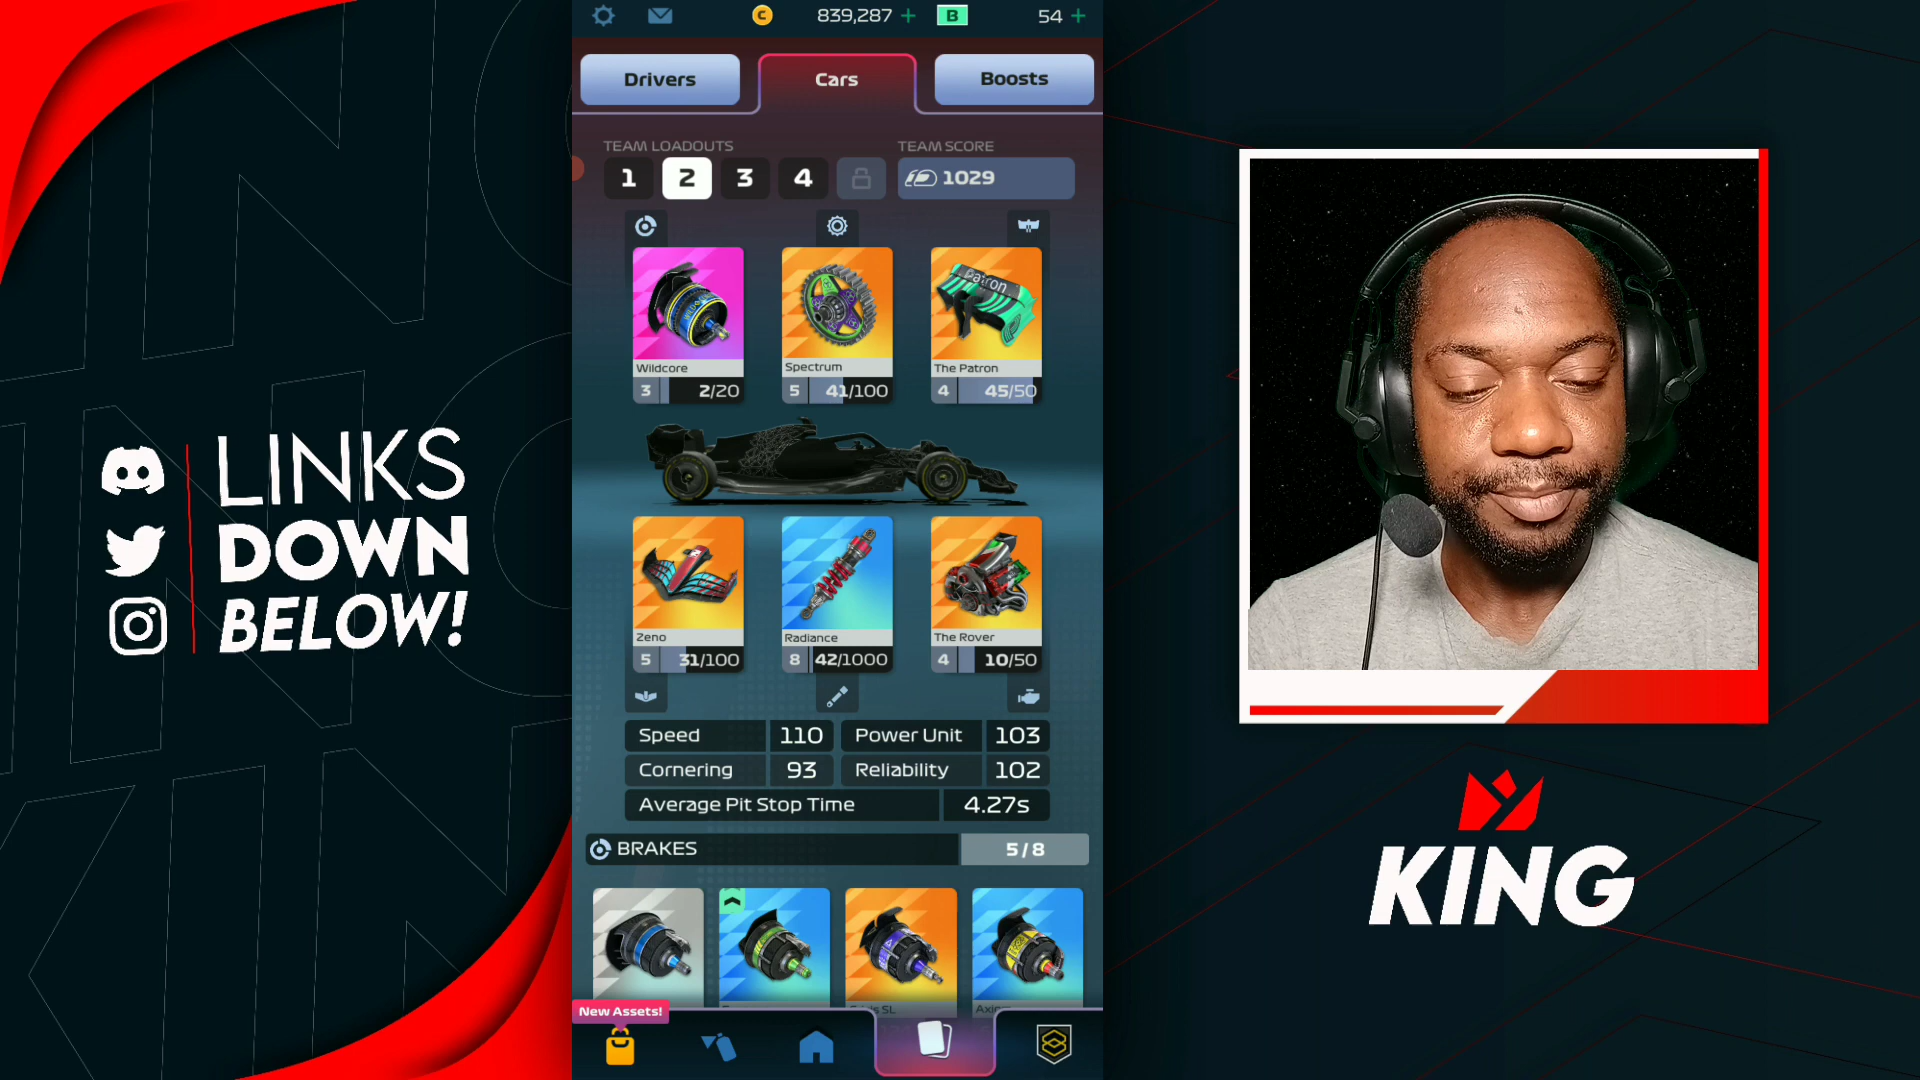 C 839,287 + B 54 +
Drivers Cars Boosts
TEAM LOADOUTS TEAM SCORE
1 2 3 4 1029
Patron
Wildcore Spectrum The Patron
3 2/20 5 41/100 4 45/50
Zeno Radiance The Rover
5 31/100 8 42/1000 4 10/50
Speed 110 Power Unit 103
Cornering 93 Reliability 102
Average Pit Stop Time 4.27s
BRAKES 5/8
New Assets!
LINKS
DOWN
BELOW!
KING